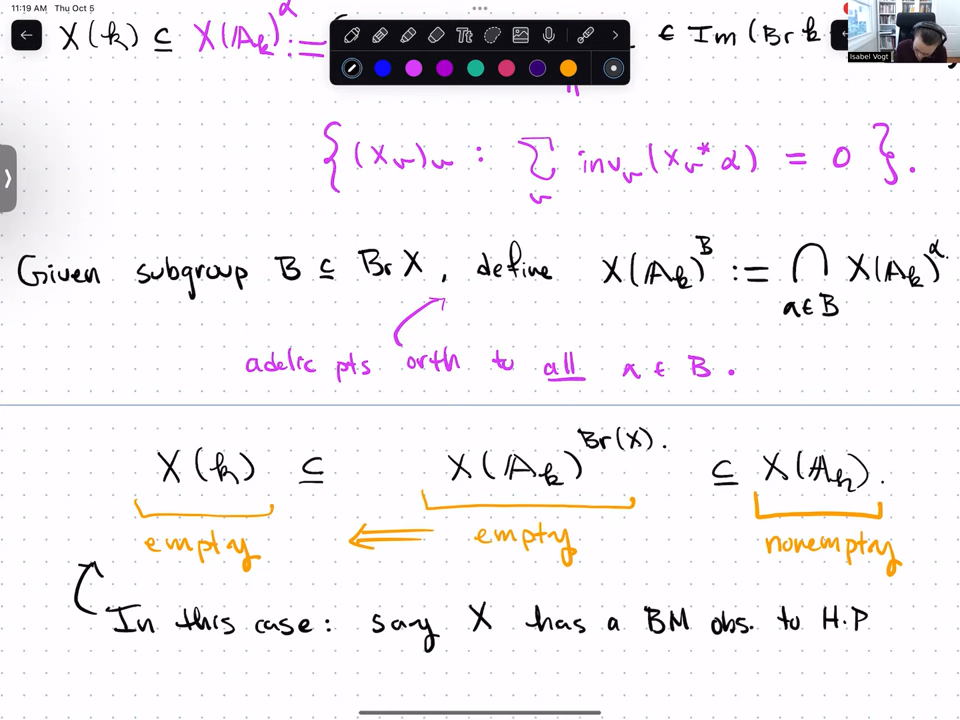 11:19 AM Thu Oct 5
X(k) ⊆ X(𝔸_k)^α := ∈ Im (Br k
Tt
Isabel Vogt
{(x_v)_v : Σ_v inv_v(x_v^* α) = 0}.
Given subgroup B ⊆ Br X, define X(𝔸_k)^B := ⋂_{α∈B} X(𝔸_k)^α.
adelic pts orth to all α ∈ B.
X(k) ⊆ X(𝔸_k)^{Br(X)}. ⊆ X(𝔸_k).
empty ⟸ empty nonempty
In this case: say X has a BM obs. to H.P